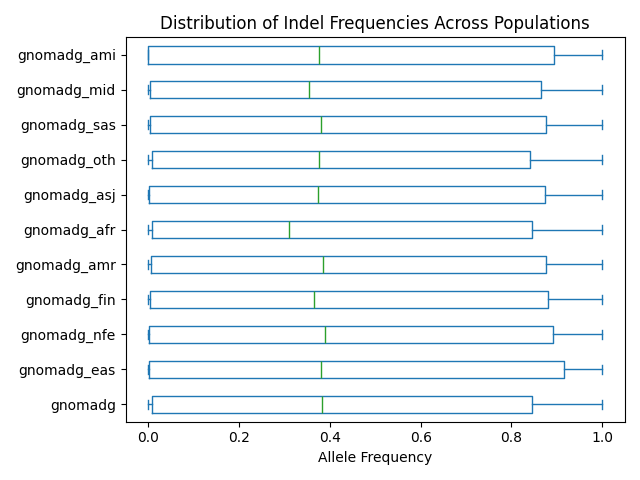 Distribution of Indel Frequencies Across Populations
gnomadg_ami
gnomadg_mid
gnomadg_sas
gnomadg_oth
gnomadg_asj
gnomadg_afr
gnomadg_amr
gnomadg_fin
gnomadg_nfe
gnomadg_eas
gnomadg
0.0 0.2 0.4 0.6 0.8 1.0
Allele Frequency